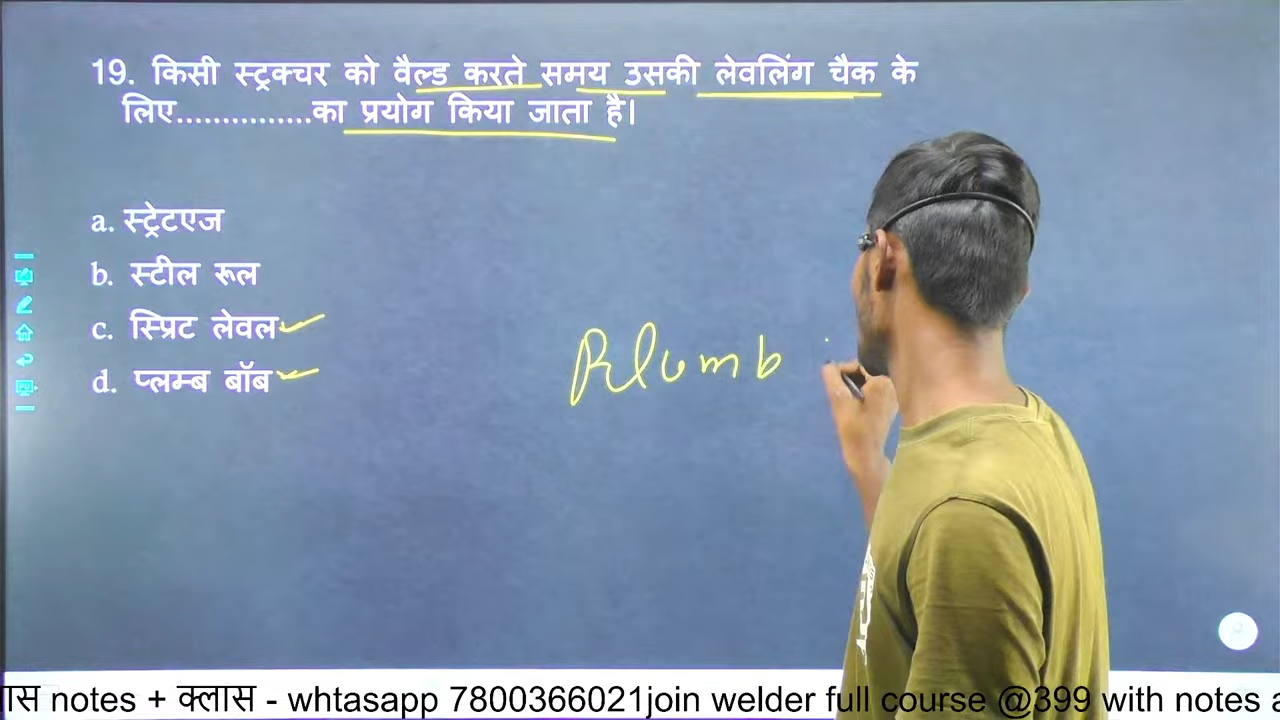 19. किसी स्ट्रक्चर को वैल्ड करते समय उसकी लेवलिंग चैक के
लिए...............का प्रयोग किया जाता है।
a. स्ट्रेटएज
b. स्टील रूल
c. स्प्रिट लेवल
d. प्लम्ब बॉब
Plumb
notes + क्लास - whtasapp 7800366021join welder full course @399 with notes